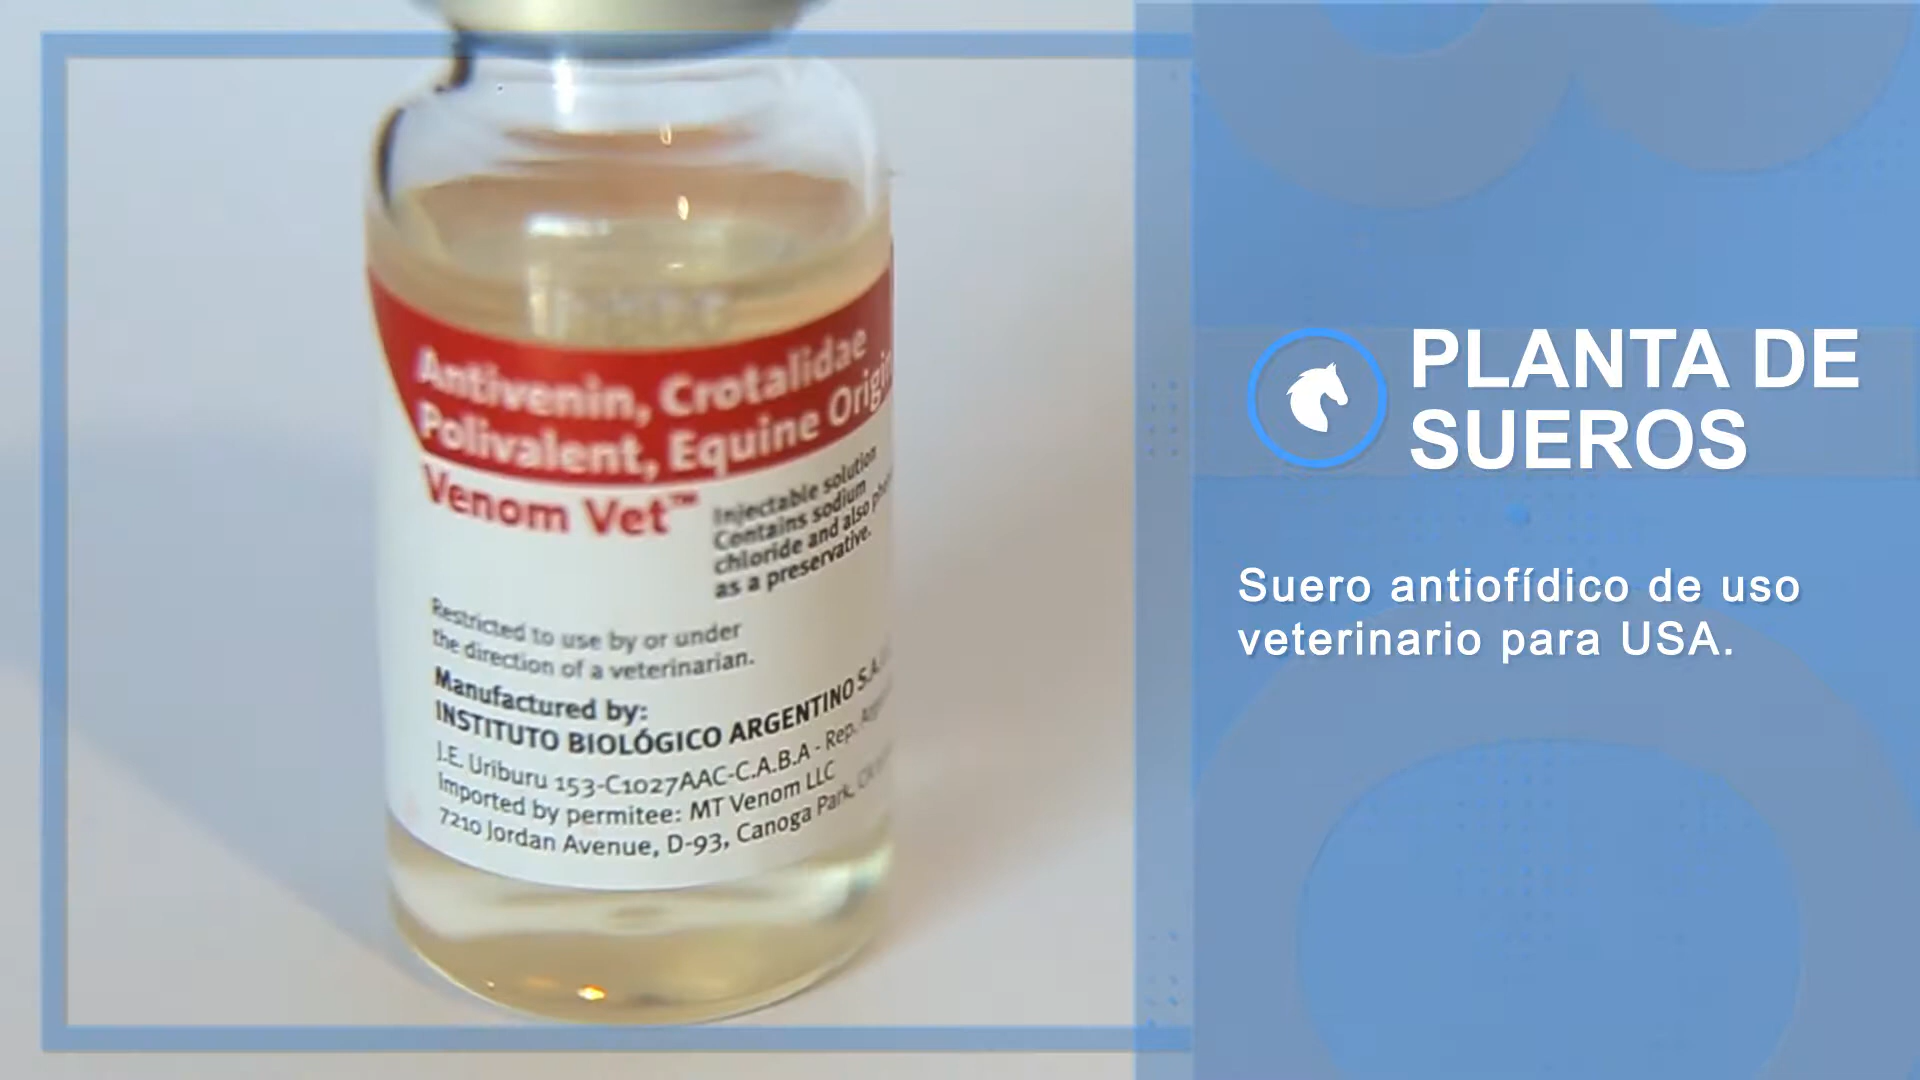 Antivenin, Crotalidae
Polivalent, Equine Origin
Venom Vet™
Injectable solution
Contains sodium
chloride and also
as a preservative.
Restricted to use by or under
the direction of a veterinarian.
Manufactured by:
INSTITUTO BIOLÓGICO ARGENTINO S.A.
J.E. Uriburu 153-C1027AAC-C.A.B.A - Rep.
Imported by permitee: MT Venom LLC
7210 Jordan Avenue, D-93, Canoga Park,
PLANTA DE
SUEROS
Suero antiofídico de uso
veterinario para USA.